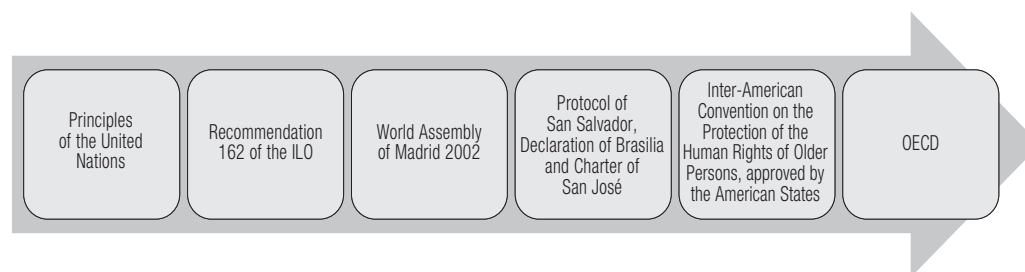 Principles
of the United
Nations
Recommendation
162 of the ILO
World Assembly
of Madrid 2002
Protocol of
San Salvador,
Declaration of Brasilia
and Charter of
San José
Inter-American
Convention on the
Protection of the
Human Rights of Older
Persons, approved by
the American States
OECD